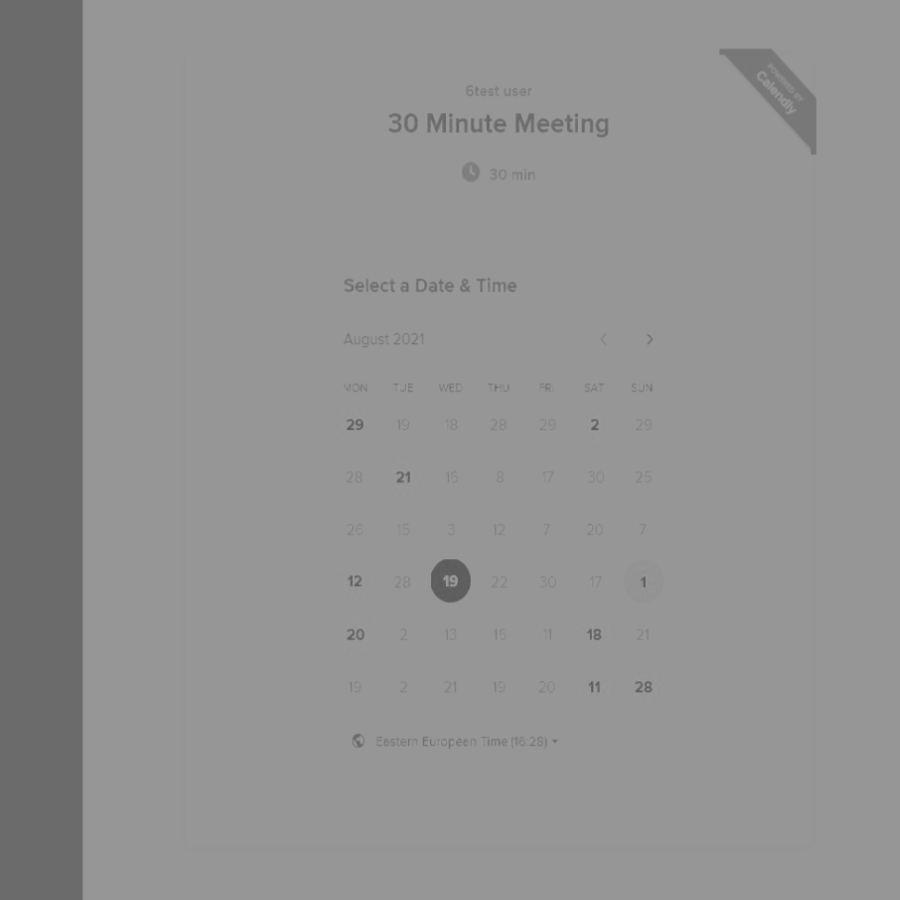 POWERED BY
Calendly
6test user
30 Minute Meeting
30 min
Select a Date & Time
August 2021
MON TUE WED THU FRI SAT SUN
29 19 18 28 29 2 29
28 21 15 8 17 30 25
26 15 3 12 7 20 7
12 28 19 22 30 17 1
20 2 13 15 11 18 21
19 2 21 19 20 11 28
Eastern European Time (16:28)